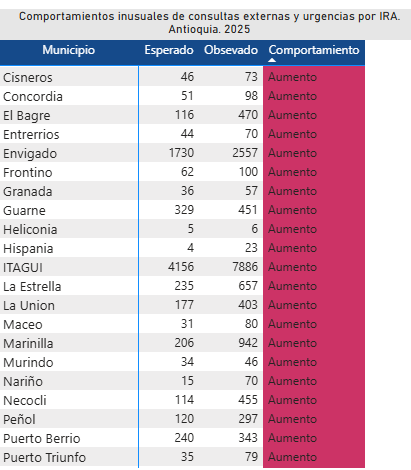 Comportamientos inusuales de consultas externas y urgencias por IRA.
Antioquia. 2025
Municipio Esperado Obsevado Comportamiento
Cisneros 46 73 Aumento
Concordia 51 98 Aumento
El Bagre 116 470 Aumento
Entrerrios 44 70 Aumento
Envigado 1730 2557 Aumento
Frontino 62 100 Aumento
Granada 36 57 Aumento
Guarne 329 451 Aumento
Heliconia 5 6 Aumento
Hispania 4 23 Aumento
ITAGUI 4156 7886 Aumento
La Estrella 235 657 Aumento
La Union 177 403 Aumento
Maceo 31 80 Aumento
Marinilla 206 942 Aumento
Murindo 34 46 Aumento
Nariño 15 70 Aumento
Necocli 114 455 Aumento
Peñol 120 297 Aumento
Puerto Berrio 240 343 Aumento
Puerto Triunfo 35 79 Aumento